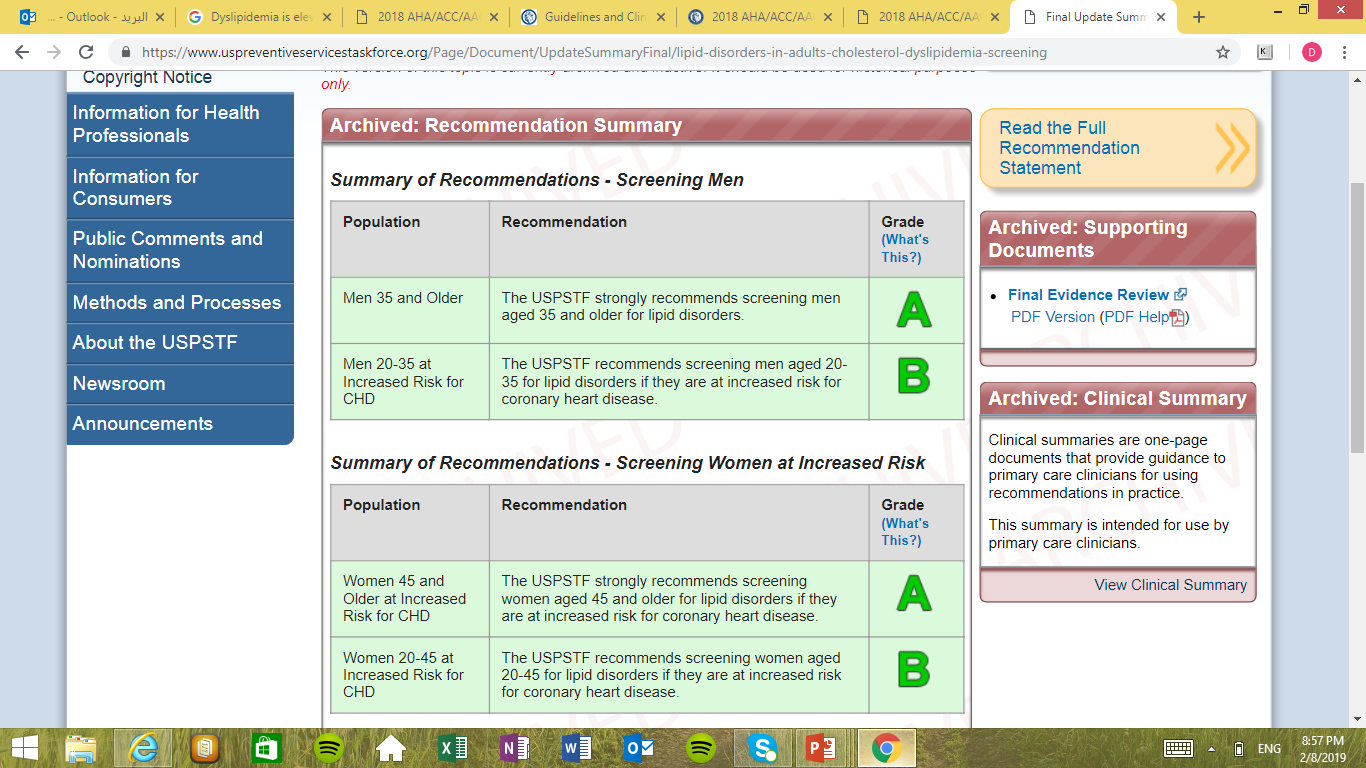 ... - Outlook - البريد
Dyslipidemia is elev
2018 AHA/ACC/AA
Guidelines and Clin
2018 AHA/ACC/AA
2018 AA
Final Update Summ
https://www.uspreventiveservicestaskforce.org/Page/Document/UpdateSummaryFinal/lipid-disorders-in-adults-cholesterol-dyslipidemia-screening
D
Copyright Notice
only.
Information for Health
Professionals
Information for
Consumers
Public Comments and
Nominations
Methods and Processes
About the USPSTF
Newsroom
Announcements
Archived: Recommendation Summary
Summary of Recommendations - Screening Men
Population
Recommendation
Grade
(What's
This?)
Men 35 and Older
The USPSTF strongly recommends screening men
aged 35 and older for lipid disorders.
A
Men 20-35 at
Increased Risk for
CHD
The USPSTF recommends screening men aged 20-
35 for lipid disorders if they are at increased risk for
coronary heart disease.
B
Summary of Recommendations - Screening Women at Increased Risk
Population
Recommendation
Grade
(What's
This?)
Women 45 and
Older at Increased
Risk for CHD
The USPSTF strongly recommends screening
women aged 45 and older for lipid disorders if they
are at increased risk for coronary heart disease.
A
Women 20-45 at
Increased Risk for
CHD
The USPSTF recommends screening women aged
20-45 for lipid disorders if they are at increased risk
for coronary heart disease.
B
Read the Full
Recommendation
Statement
Archived: Supporting
Documents
Final Evidence Review
PDF Version (PDF Help)
Archived: Clinical Summary
Clinical summaries are one-page
documents that provide guidance to
primary care clinicians for using
recommendations in practice.
This summary is intended for use by
primary care clinicians.
View Clinical Summary
ARCHIVED
ENG
8:57 PM
2/8/2019